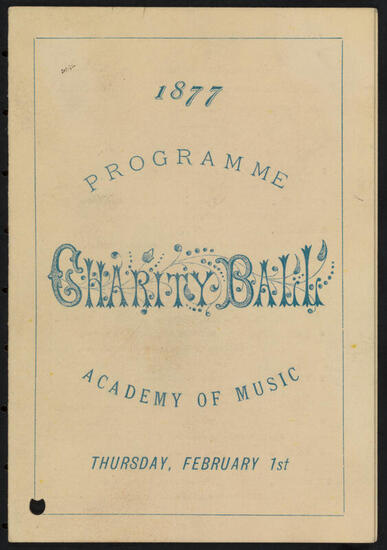 1877
PROGRAMME
CHARITY BALL
ACADEMY OF MUSIC
THURSDAY, FEBRUARY 1st